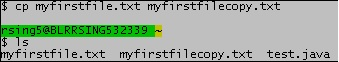 $ cp myfirstfile.txt myfirstfilecopy.txt
rsing5@BLRRSING532339 ~
$ ls
myfirstfile.txt  myfirstfilecopy.txt  test.java